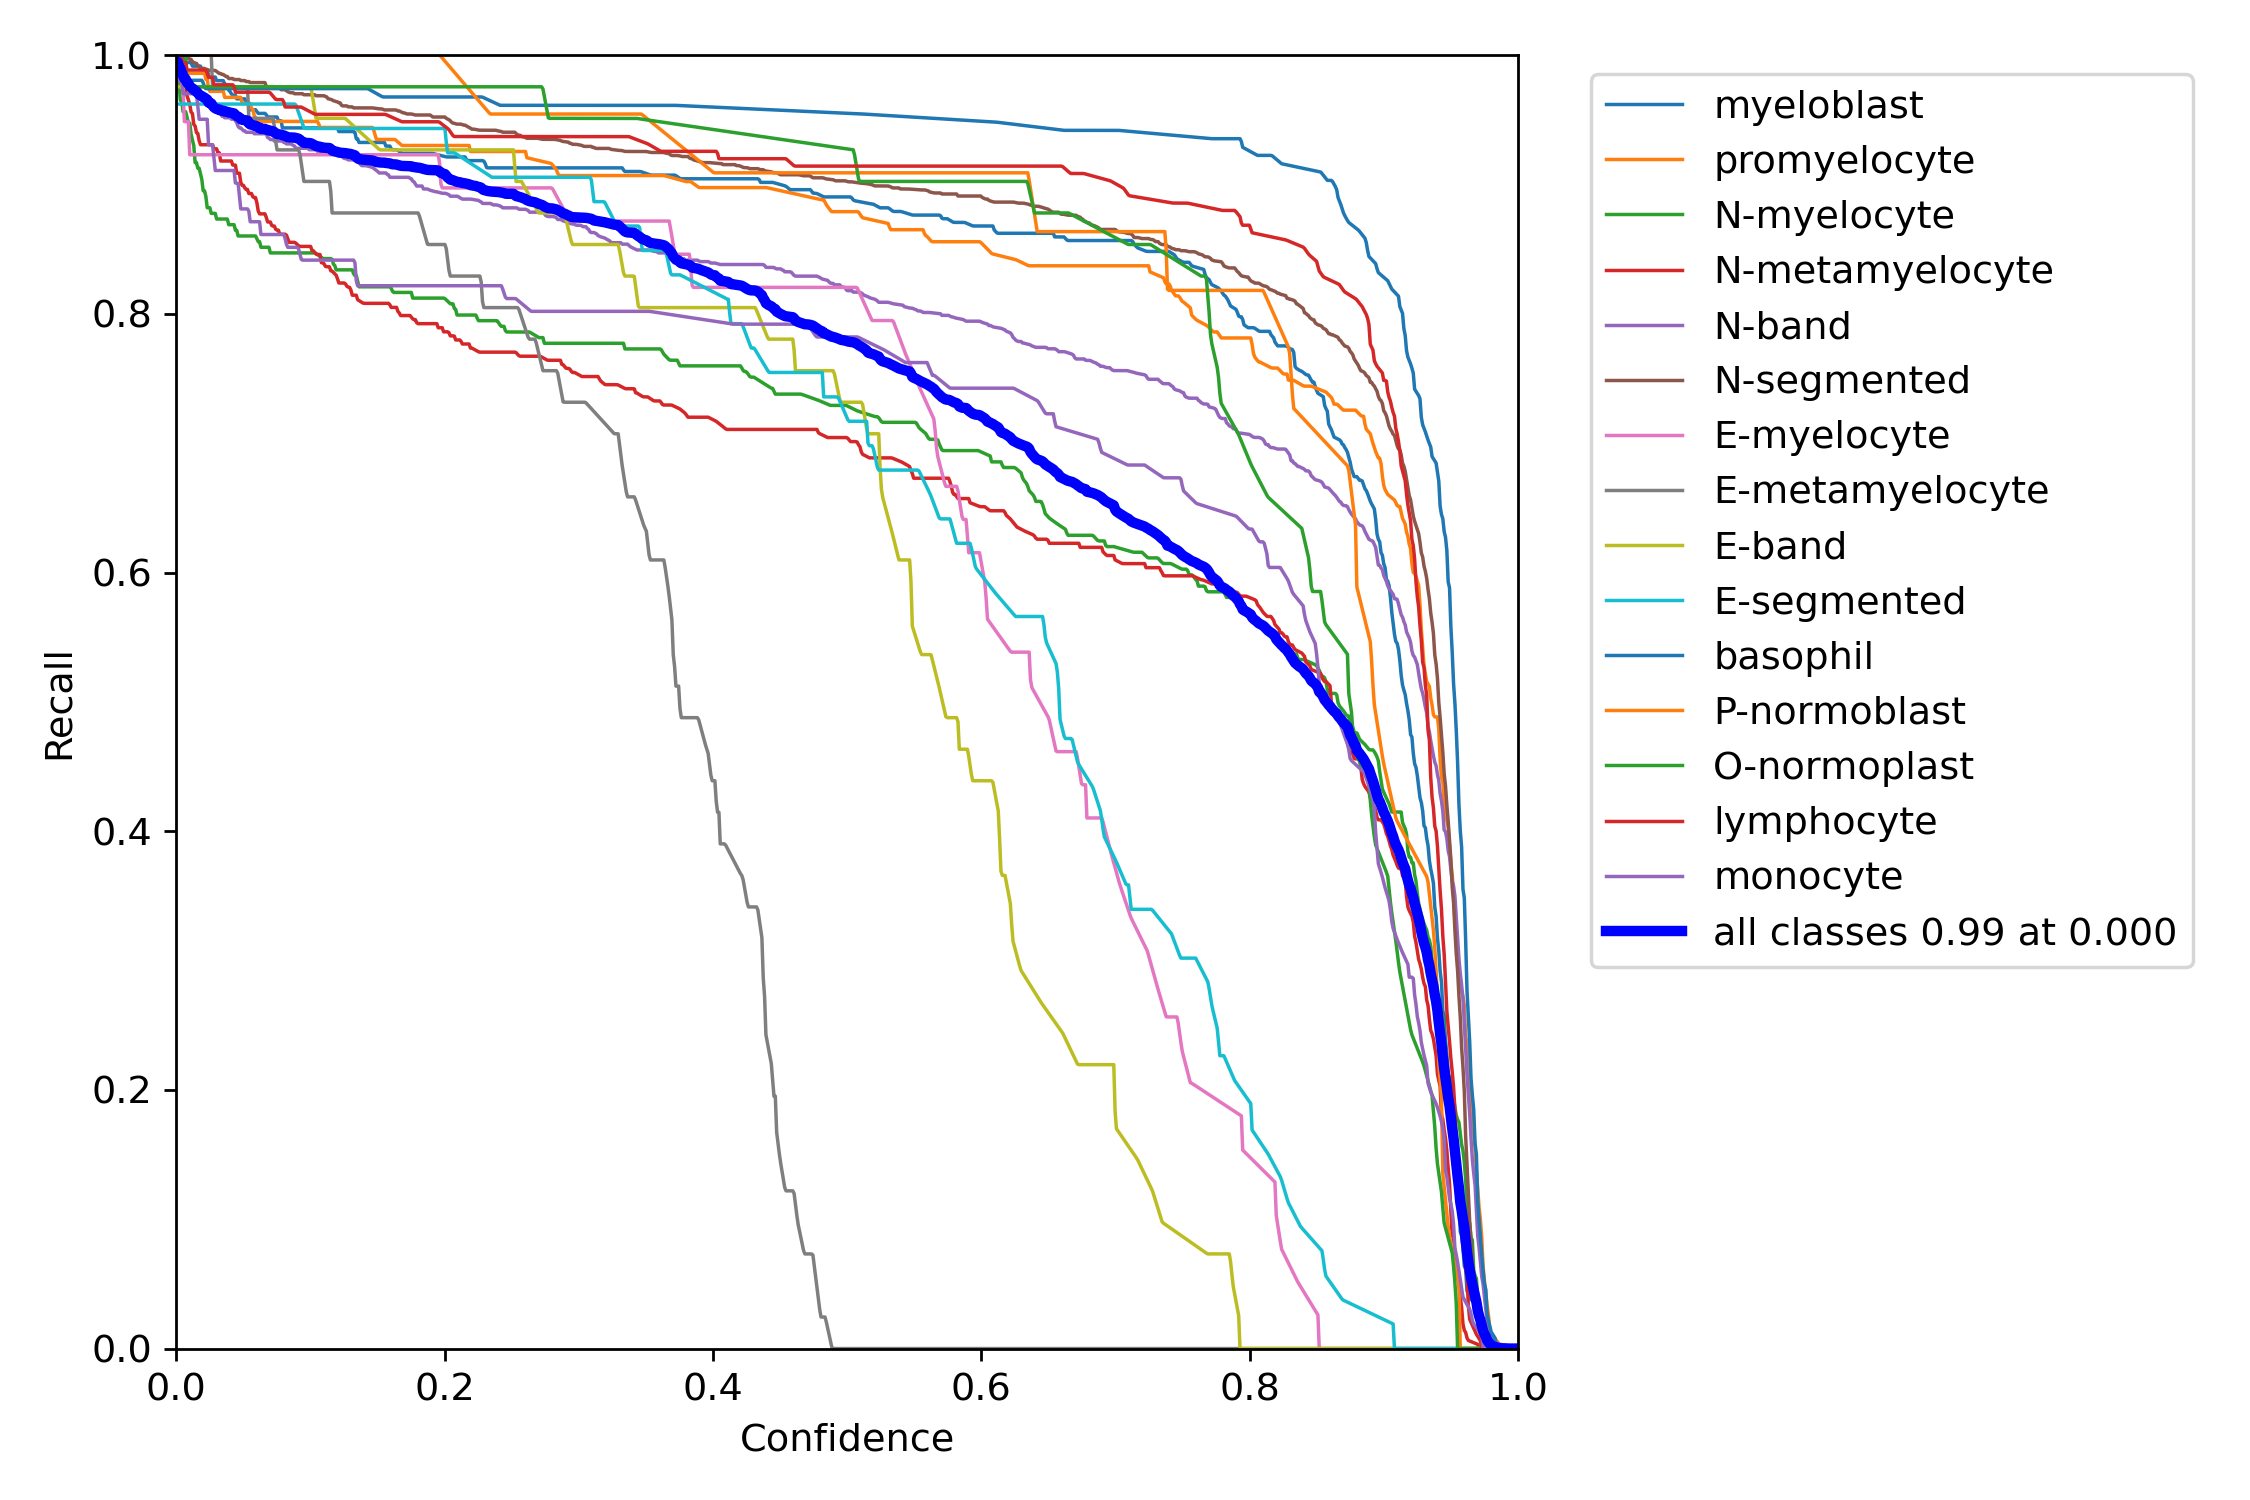 1.0
0.8
0.6
0.4
0.2
0.0
Recall
0.0 0.2 0.4 0.6 0.8 1.0
Confidence
myeloblast
promyelocyte
N-myelocyte
N-metamyelocyte
N-band
N-segmented
E-myelocyte
E-metamyelocyte
E-band
E-segmented
basophil
P-normoblast
O-normoplast
lymphocyte
monocyte
all classes 0.99 at 0.000